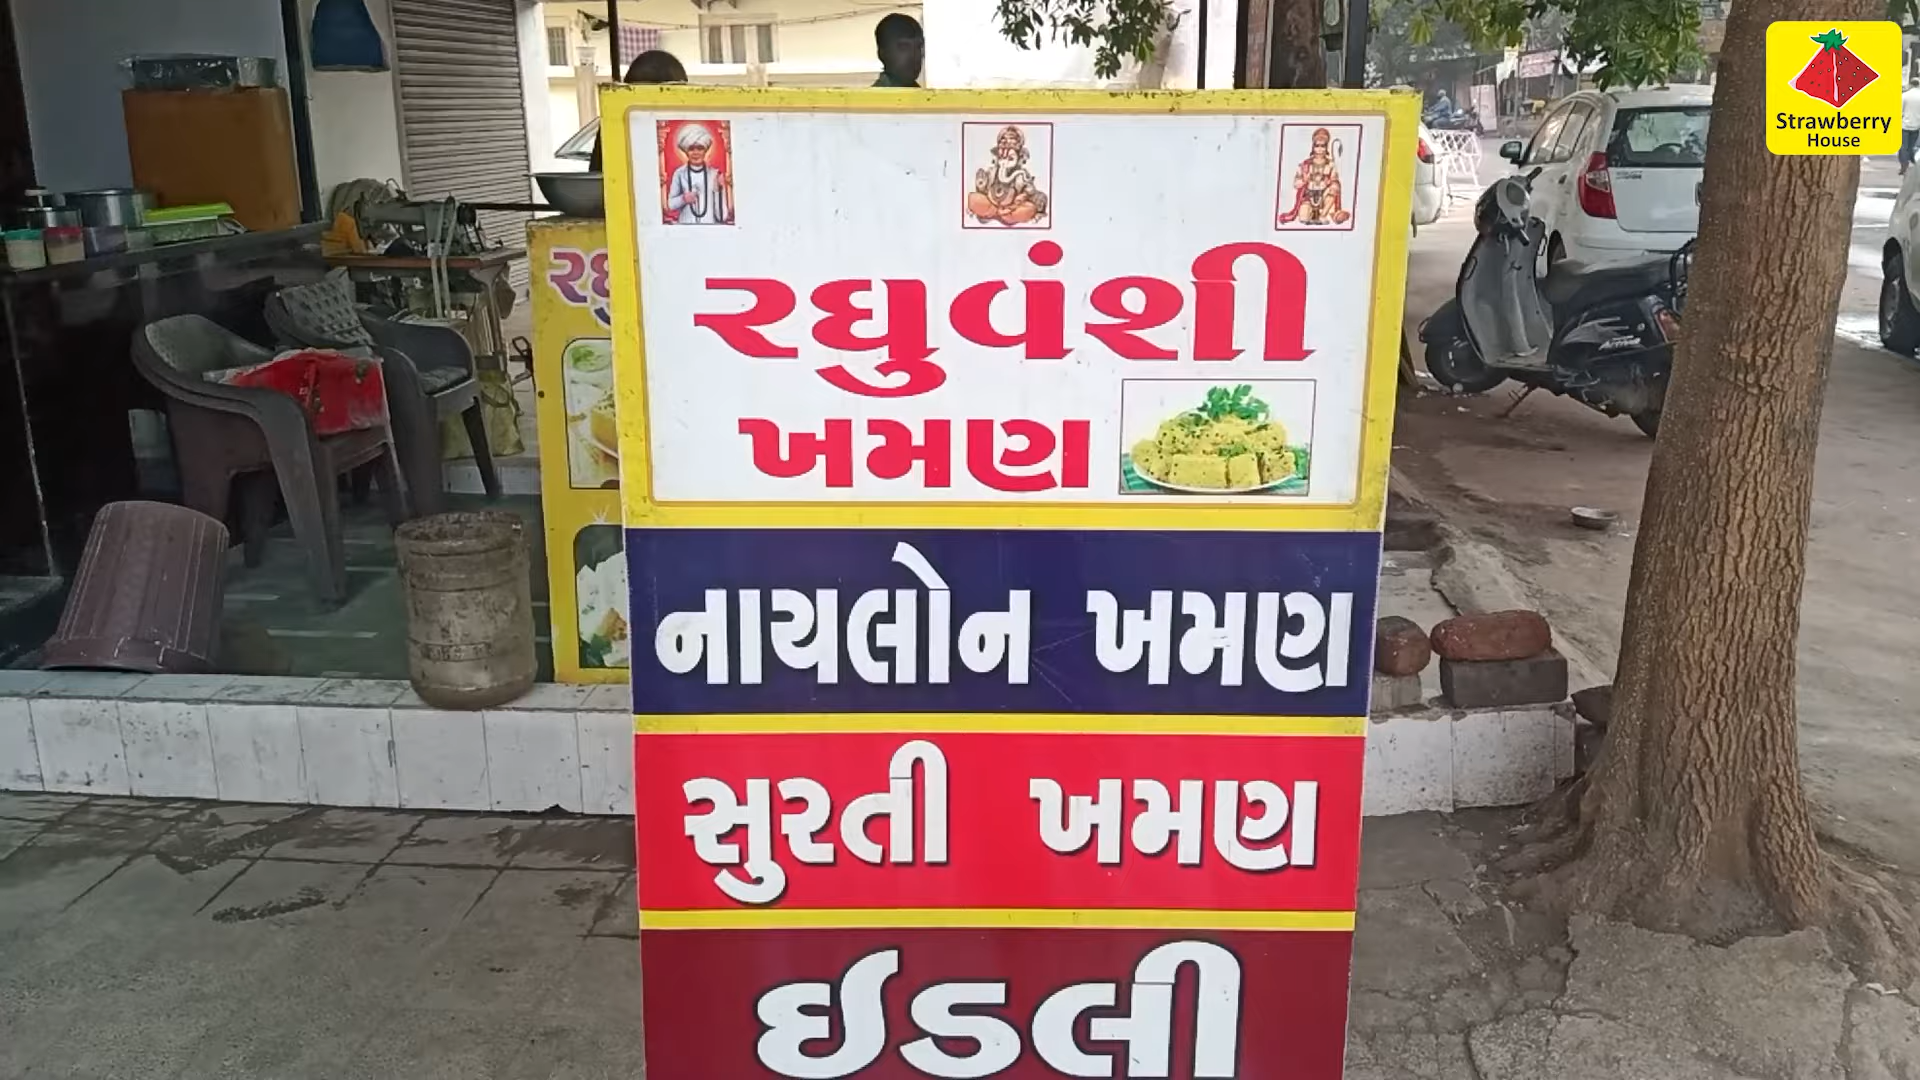 Strawberry
House
રઘુવંશી
ખમણ
નાયલોન ખમણ
સુરતી ખમણ
ઇડલી